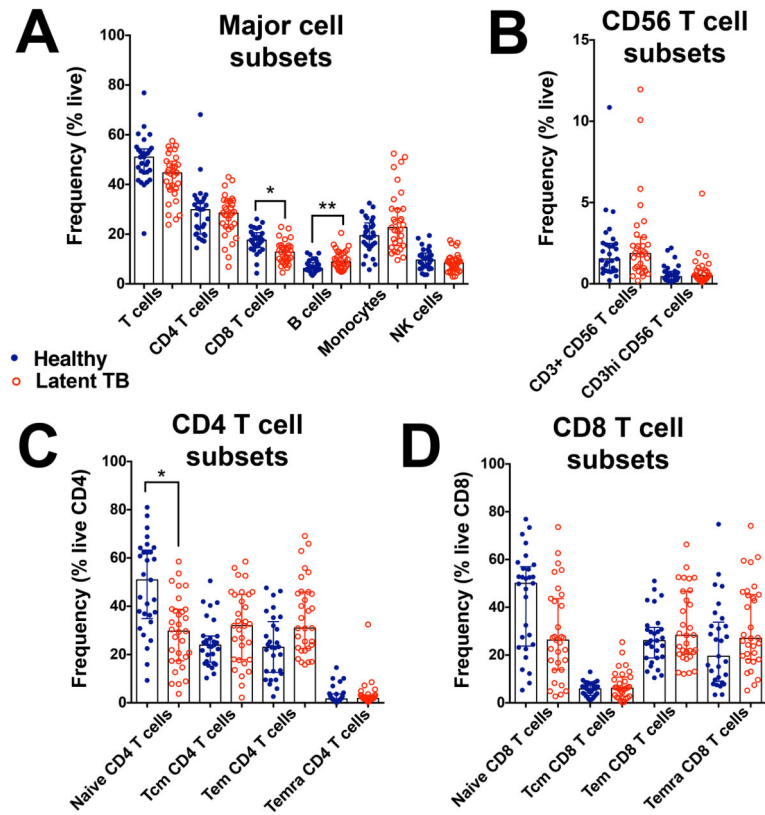 A
Major cell
subsets
Frequency (% live)
100
80
60
40
20
0
*
**
T cells
CD4 T cells
CD8 T cells
B cells
Monocytes
NK cells
B
CD56 T cell
subsets
Frequency (% live)
15
10
5
0
CD3+ CD56 T cells
CD3hi CD56 T cells
Healthy
Latent TB
C
CD4 T cell
subsets
Frequency (% live CD4)
100
80
60
40
20
0
*
Naive CD4 T cells
Tcm CD4 T cells
Tem CD4 T cells
Temra CD4 T cells
D
CD8 T cell
subsets
Frequency (% live CD8)
100
80
60
40
20
0
Naive CD8 T cells
Tcm CD8 T cells
Tem CD8 T cells
Temra CD8 T cells